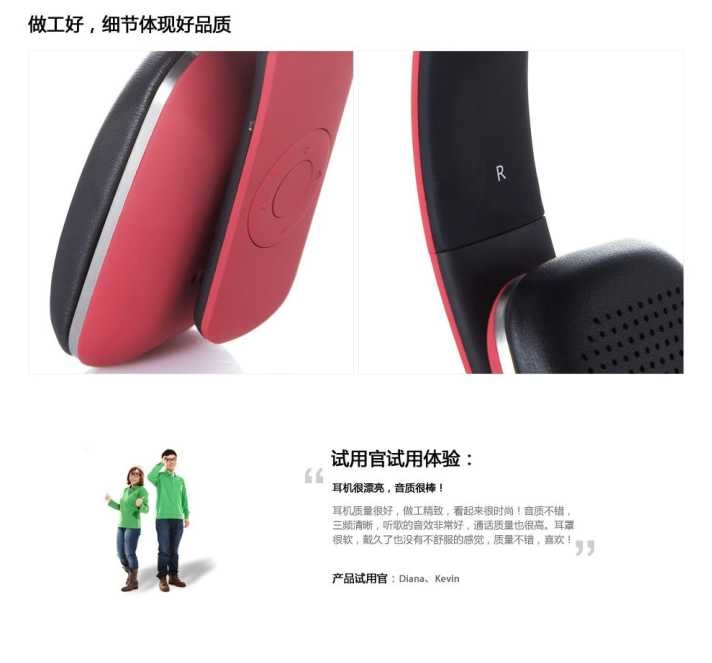 做工好，细节体现好品质
R
试用官试用体验：
“
耳机很漂亮，音质很棒！
耳机质量很好，做工精致，看起来很时尚！音质不错，
三频清晰，听歌的音效非常好，通话质量也很高。耳罩
很软，戴久了也没有不舒服的感觉，质量不错，喜欢！”
产品试用官：Diana、Kevin